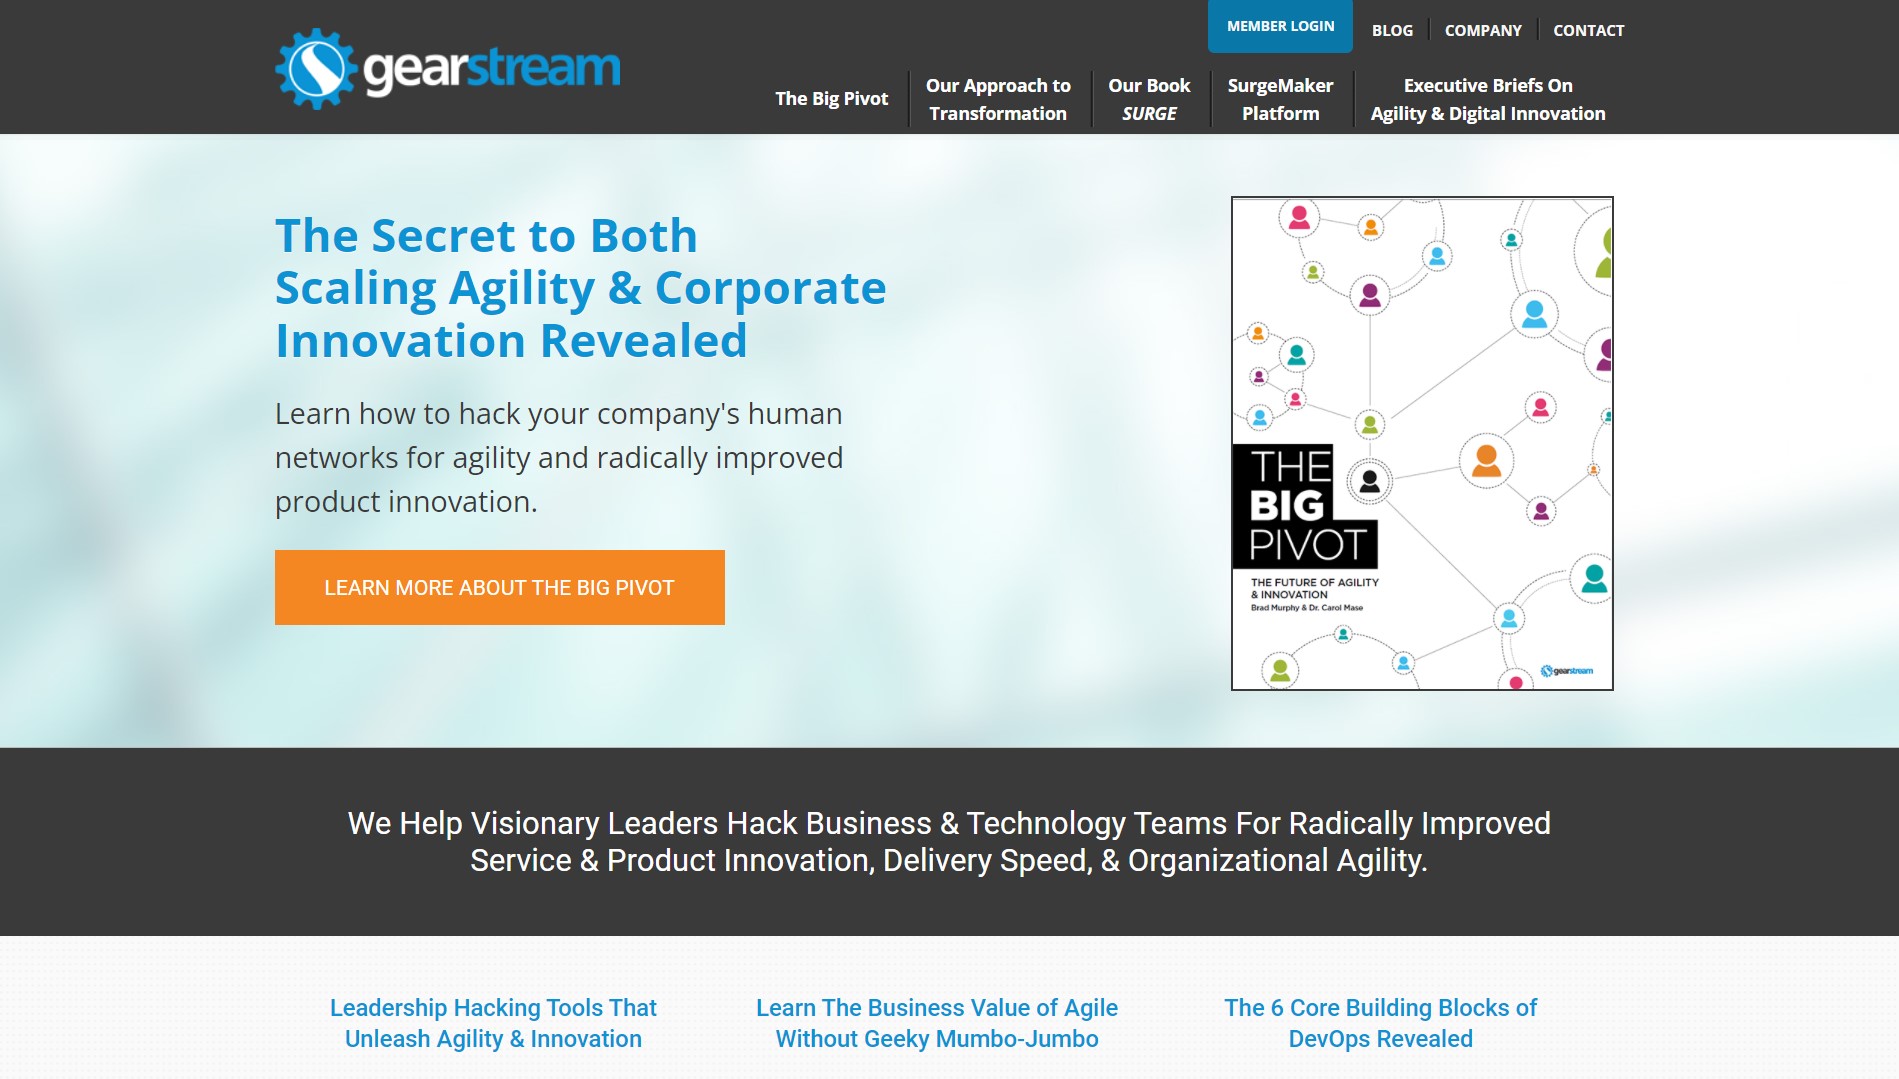 gearstream
MEMBER LOGIN
BLOG
COMPANY
CONTACT
The Big Pivot
Our Approach to
Transformation
Our Book
SURGE
SurgeMaker
Platform
Executive Briefs On
Agility & Digital Innovation
The Secret to Both
Scaling Agility & Corporate
Innovation Revealed
Learn how to hack your company's human
networks for agility and radically improved
product innovation.
LEARN MORE ABOUT THE BIG PIVOT
THE
BIG
PIVOT
THE FUTURE OF AGILITY
& INNOVATION
Brad Murphy & Dr. Carol Mase
gearstream
We Help Visionary Leaders Hack Business & Technology Teams For Radically Improved
Service & Product Innovation, Delivery Speed, & Organizational Agility.
Leadership Hacking Tools That
Unleash Agility & Innovation
Learn The Business Value of Agile
Without Geeky Mumbo-Jumbo
The 6 Core Building Blocks of
DevOps Revealed